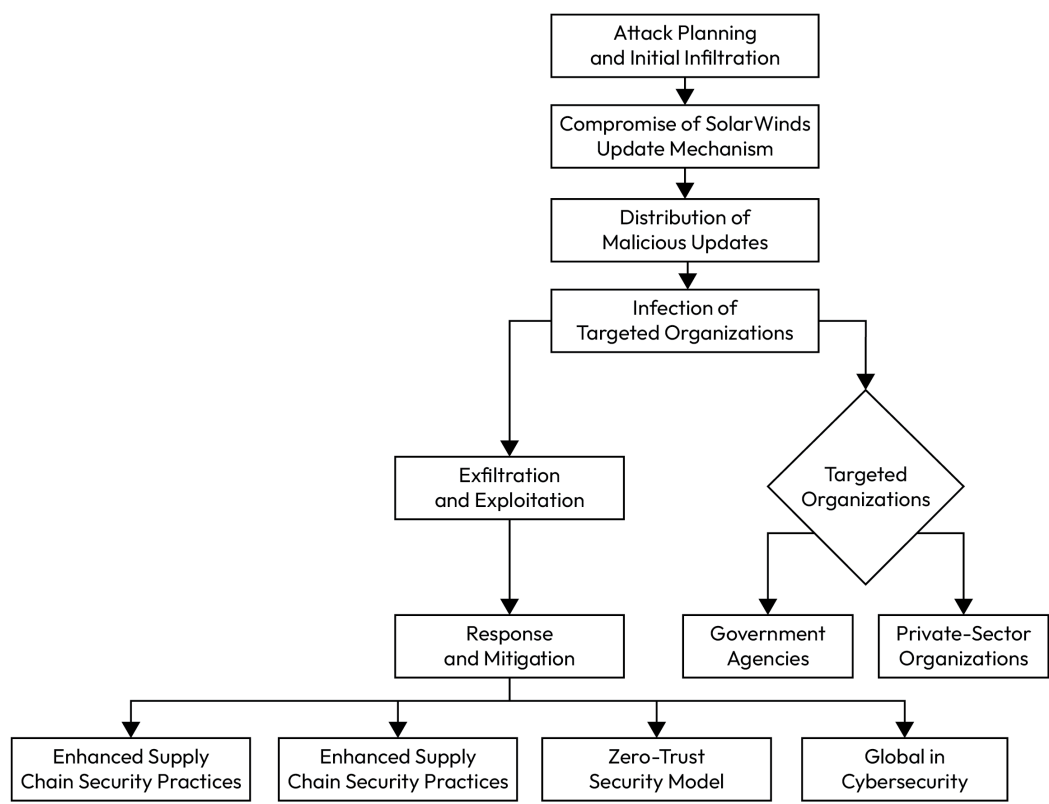 Attack Planning
and Initial Infiltration
Compromise of SolarWinds
Update Mechanism
Distribution of
Malicious Updates
Infection of
Targeted Organizations
Exfiltration
and Exploitation
Targeted
Organizations
Response
and Mitigation
Government
Agencies
Private-Sector
Organizations
Enhanced Supply
Chain Security Practices
Enhanced Supply
Chain Security Practices
Zero-Trust
Security Model
Global in
Cybersecurity